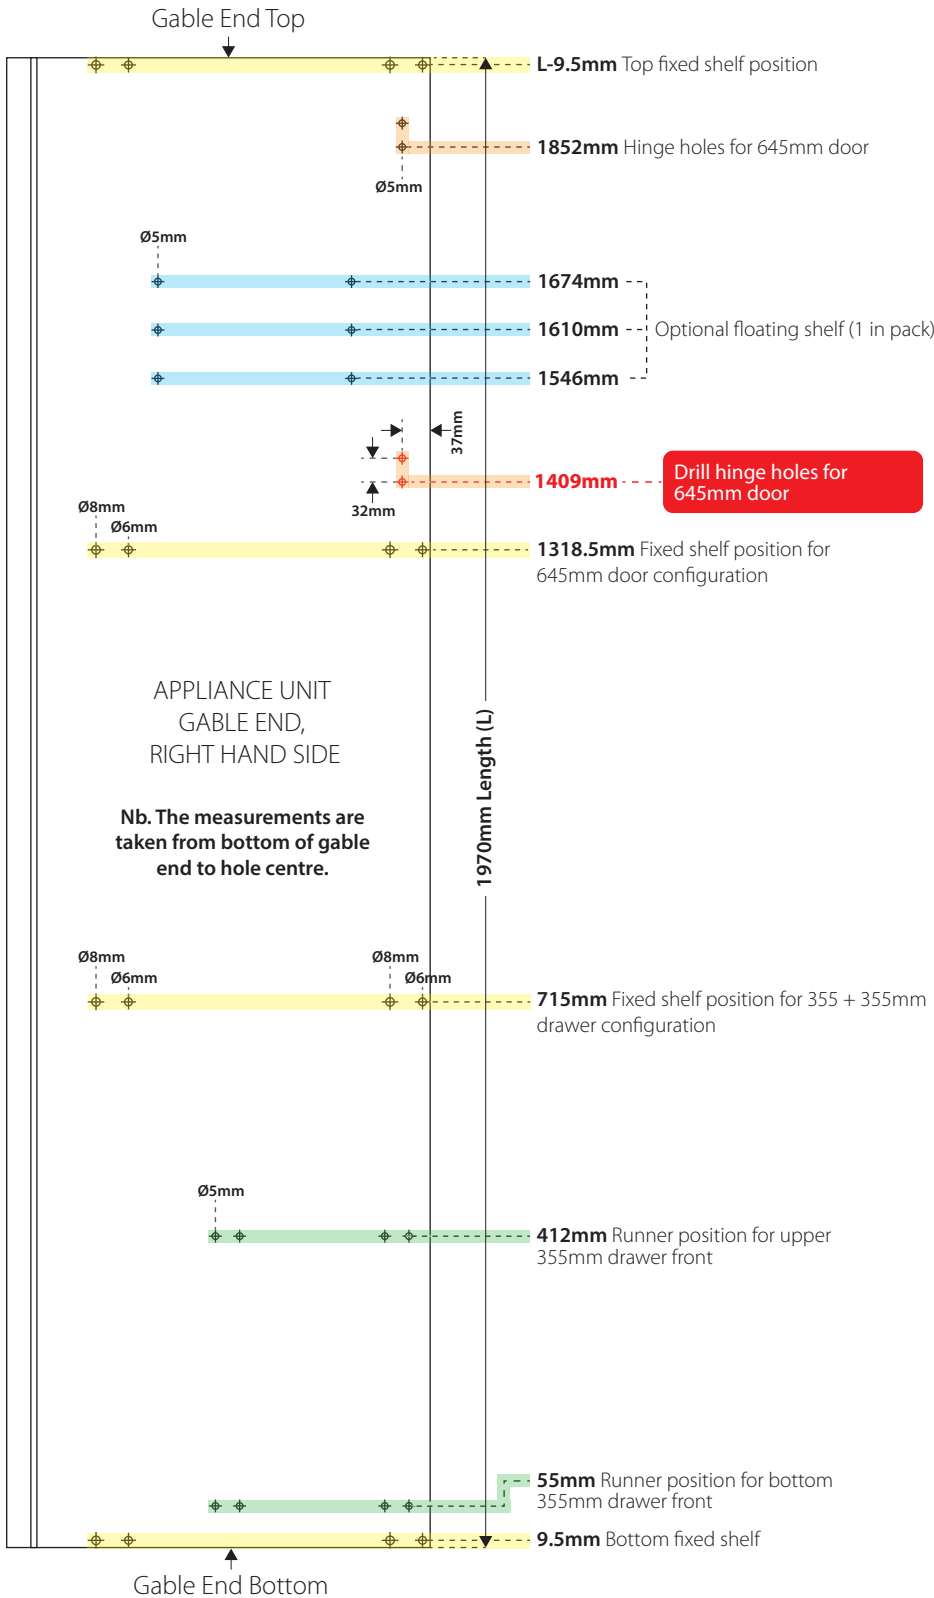 Gable End Top
L-9.5mm Top fixed shelf position
1852mm Hinge holes for 645mm door
Ø5mm
Ø5mm
1674mm
1610mm
Optional floating shelf (1 in pack)
1546mm
37mm
32mm
1409mm
Drill hinge holes for
645mm door
Ø8mm
Ø6mm
1318.5mm Fixed shelf position for
645mm door configuration
APPLIANCE UNIT
GABLE END,
RIGHT HAND SIDE
Nb. The measurements are
taken from bottom of gable
end to hole centre.
1970mm Length (L)
Ø8mm
Ø6mm
Ø8mm
Ø6mm
715mm Fixed shelf position for 355 + 355mm
drawer configuration
Ø5mm
412mm Runner position for upper
355mm drawer front
55mm Runner position for bottom
355mm drawer front
9.5mm Bottom fixed shelf
Gable End Bottom